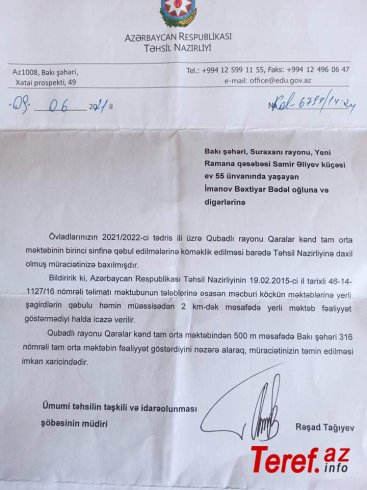 AZƏRBAYCAN RESPUBLİKASI
TƏHSİL NAZİRLİYİ
Az1008, Bakı şəhəri,
Xətai prospekti, 49
Tel.: +994 12 599 11 55, Faks: +994 12 496 06 47
e-mail: office@edu.gov.az
09 06 2021 il
№
Bakı şəhəri, Suraxanı rayonu, Yeni
Ramana qəsəbəsi Samir Əliyev küçəsi
ev 55 ünvanında yaşayan
İmanov Bəxtiyar Bədəl oğluna və
digərlərinə
Övladlarınızın 2021/2022-ci tədris ili üzrə Qubadlı rayonu Qaralar kənd tam orta
məktəbinin birinci sinfinə qəbul edilmələrinə köməklik edilməsi barədə Təhsil Nazirliyinə daxil
olmuş müraciətinizə baxılmışdır.
Bildiririk ki, Azərbaycan Respublikası Təhsil Nazirliyinin 19.02.2015-ci il tarixli 46-14-
1127/16 nömrəli təlimatı məktubunun tələblərinə əsasən məcburi köçkün məktəblərinə yerli
şagirdlərin qəbulu həmin müəssisədən 2 km-dək məsafədə yerli məktəb fəaliyyət
göstərmədiyi halda icazə verilir.
Qubadlı rayonu Qaralar kənd tam orta məktəbindən 500 m məsafədə Bakı şəhəri 316
nömrəli tam orta məktəbin fəaliyyət göstərdiyini nəzərə alaraq, müraciətinizin təmin edilməsi
imkan xaricindədir.
Ümumi təhsilin təşkili və idarəolunması
şöbəsinin müdiri
Rəşad Tağıyev
Teref.az
info